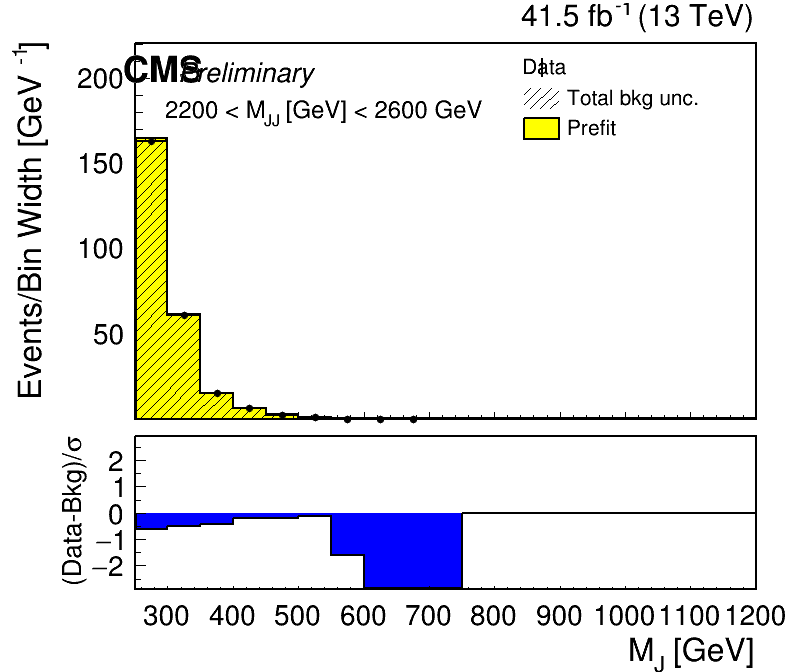 41.5 fb⁻¹ (13 TeV)
CMS Preliminary
2200 < M_JJ [GeV] < 2600 GeV
Data
Total bkg unc.
Prefit
Events/Bin Width [GeV⁻¹]
200
150
100
50
(Data-Bkg)/σ
2
1
0
−1
−2
300 400 500 600 700 800 900 1000 1100 1200
M_J [GeV]